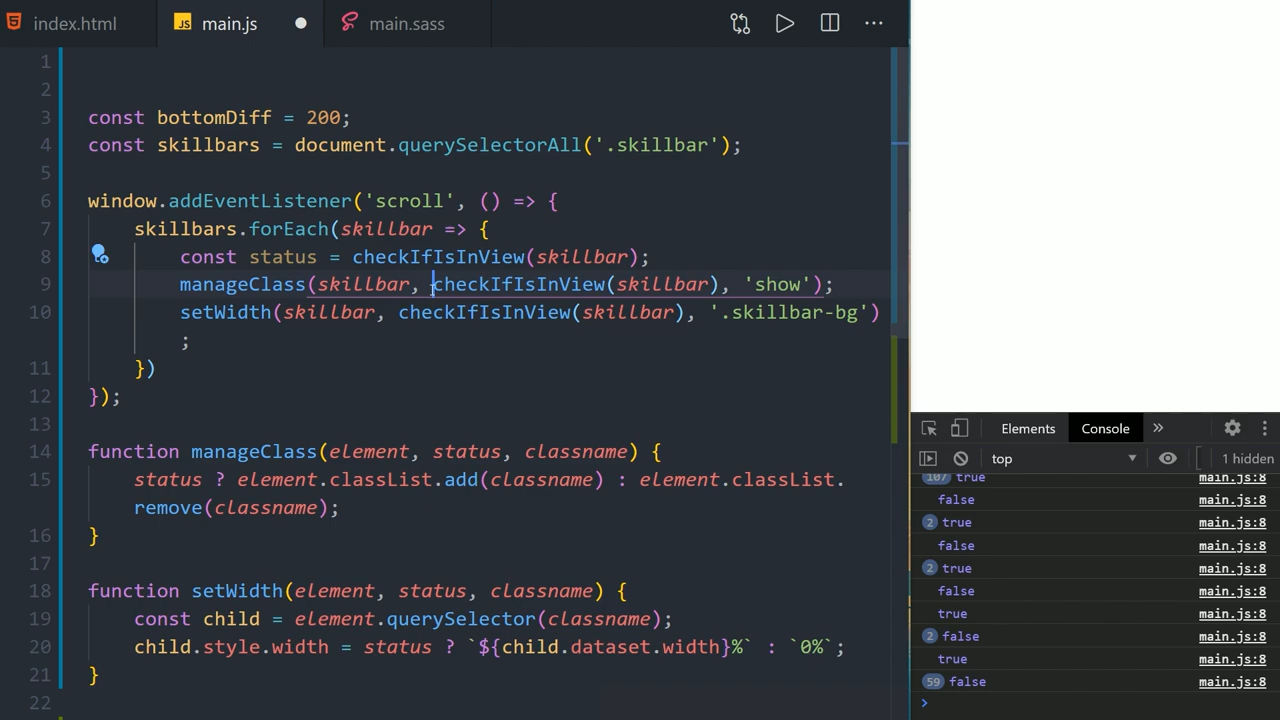 index.html
JS main.js
main.sass
1
2
3 const bottomDiff = 200;
4 const skillbars = document.querySelectorAll('.skillbar');
5
6 window.addEventListener('scroll', () => {
7 skillbars.forEach(skillbar => {
8 const status = checkIfIsInView(skillbar);
9 manageClass(skillbar, checkIfIsInView(skillbar), 'show');
10 setWidth(skillbar, checkIfIsInView(skillbar), '.skillbar-bg')
;
11 })
12 });
13
14 function manageClass(element, status, classname) {
15 status ? element.classList.add(classname) : element.classList.
remove(classname);
16 }
17
18 function setWidth(element, status, classname) {
19 const child = element.querySelector(classname);
20 child.style.width = status ? `${child.dataset.width}%` : `0%`;
21 }
22
Elements Console »
top 1 hidden
107 true main.js:8
false main.js:8
2 true main.js:8
false main.js:8
2 true main.js:8
false main.js:8
true main.js:8
2 false main.js:8
true main.js:8
59 false main.js:8